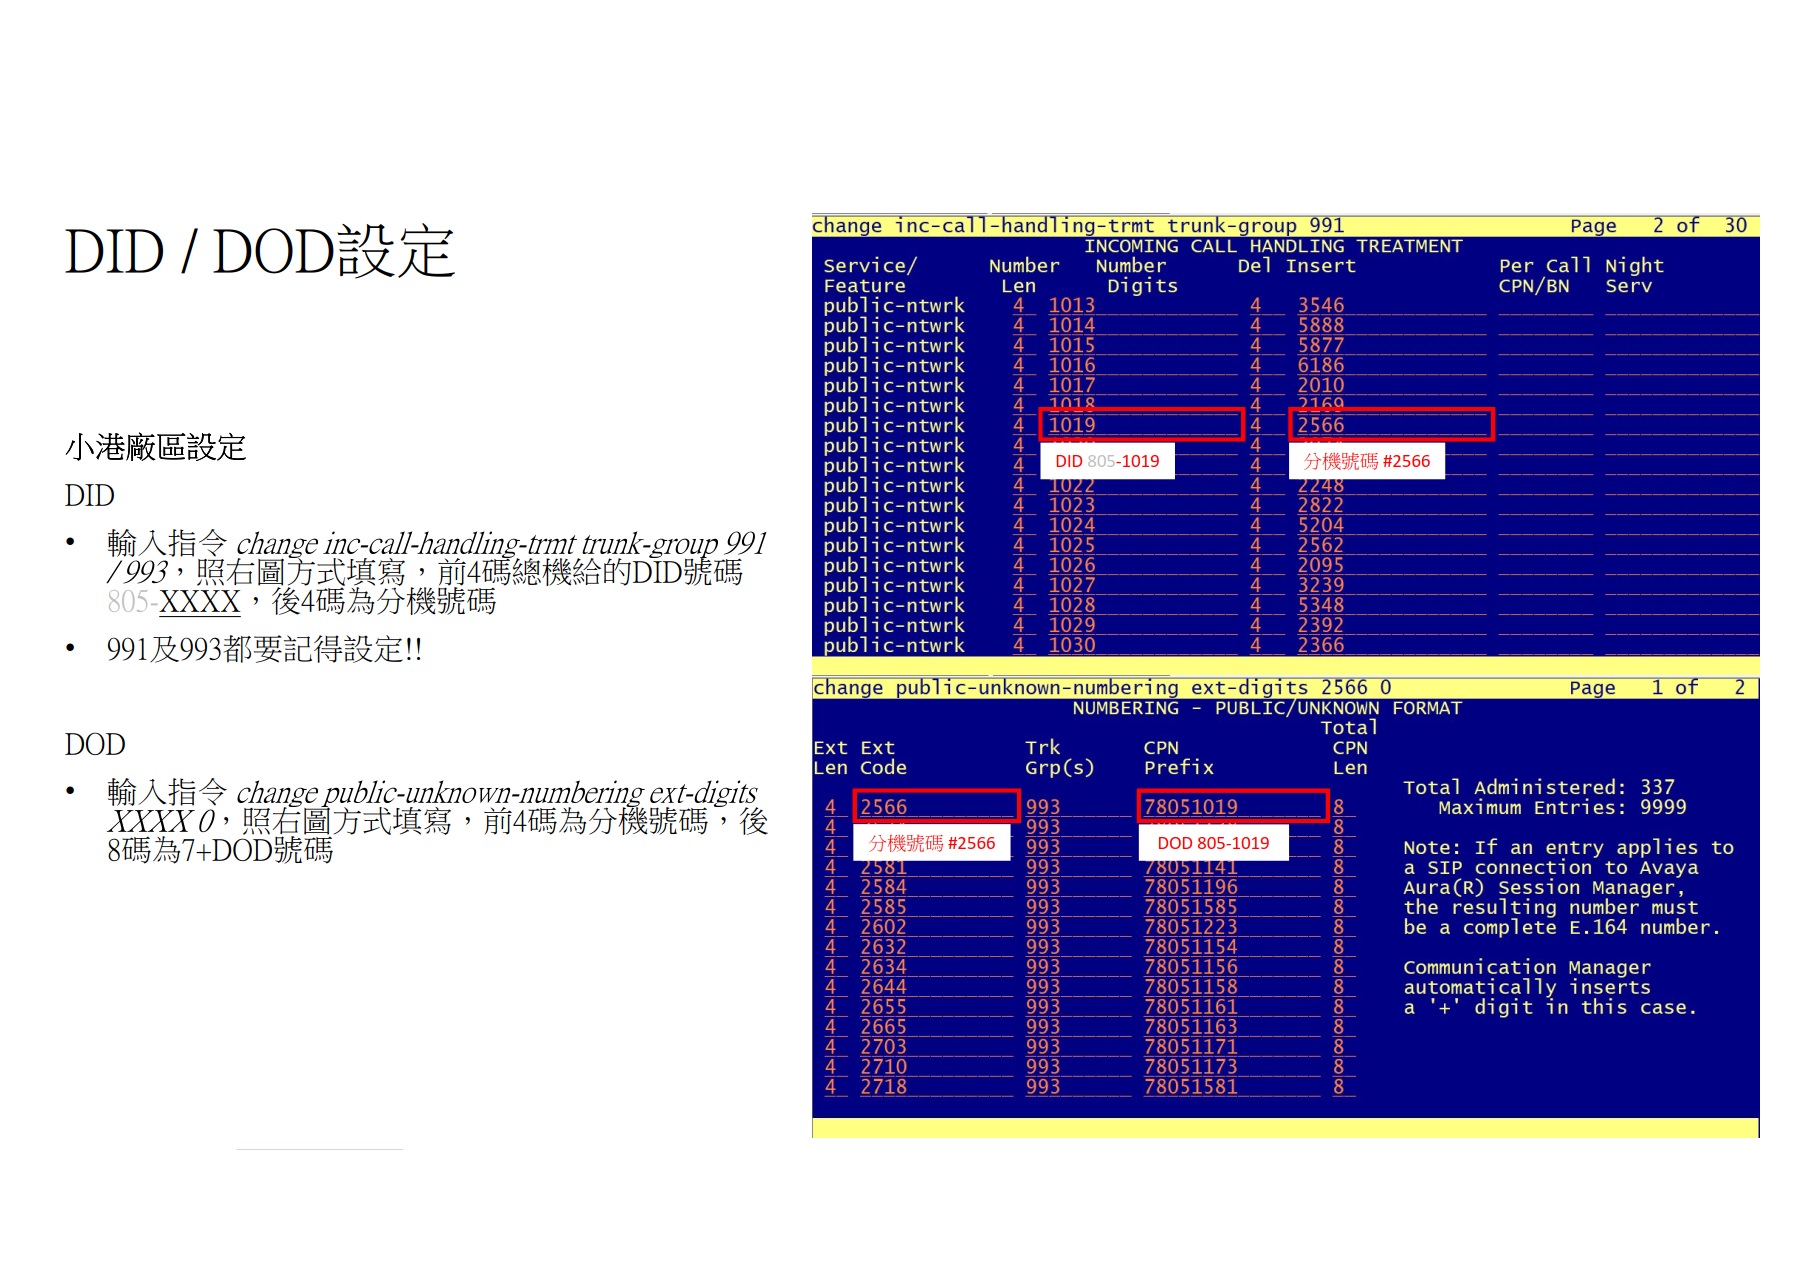 DID / DOD設定
小港廠區設定
DID
• 輸入指令 change inc-call-handling-trmt trunk-group 991
/ 993，照右圖方式填寫，前4碼總機給的DID號碼
805-XXXX，後4碼為分機號碼
• 991及993都要記得設定!!
DOD
• 輸入指令 change public-unknown-numbering ext-digits
XXXX 0，照右圖方式填寫，前4碼為分機號碼，後
8碼為7+DOD號碼
change inc-call-handling-trmt trunk-group 991 Page 2 of 30
INCOMING CALL HANDLING TREATMENT
Service/ Number Number Del Insert Per Call Night
Feature Len Digits CPN/BN Serv
public-ntwrk 4 1013 4 3546
public-ntwrk 4 1014 4 5888
public-ntwrk 4 1015 4 5877
public-ntwrk 4 1016 4 6186
public-ntwrk 4 1017 4 2010
public-ntwrk 4 1018 4 2169
public-ntwrk 4 1019 4 2566
public-ntwrk 4 4
DID 805-1019 分機號碼 #2566
public-ntwrk 4 4
public-ntwrk 4 1022 4 2248
public-ntwrk 4 1023 4 2822
public-ntwrk 4 1024 4 5204
public-ntwrk 4 1025 4 2562
public-ntwrk 4 1026 4 2095
public-ntwrk 4 1027 4 3239
public-ntwrk 4 1028 4 5348
public-ntwrk 4 1029 4 2392
public-ntwrk 4 1030 4 2366
change public-unknown-numbering ext-digits 2566 0 Page 1 of 2
NUMBERING - PUBLIC/UNKNOWN FORMAT
Total
Ext Ext Trk CPN CPN
Len Code Grp(s) Prefix Len
4 2566 993 78051019 8
4 993 8
分機號碼 #2566 DOD 805-1019
4 993 8
4 2581 993 78051141 8
4 2584 993 78051196 8
4 2585 993 78051585 8
4 2602 993 78051223 8
4 2632 993 78051154 8
4 2634 993 78051156 8
4 2644 993 78051158 8
4 2655 993 78051161 8
4 2665 993 78051163 8
4 2703 993 78051171 8
4 2710 993 78051173 8
4 2718 993 78051581 8
Total Administered: 337
Maximum Entries: 9999
Note: If an entry applies to
a SIP connection to Avaya
Aura(R) Session Manager,
the resulting number must
be a complete E.164 number.
Communication Manager
automatically inserts
a '+' digit in this case.